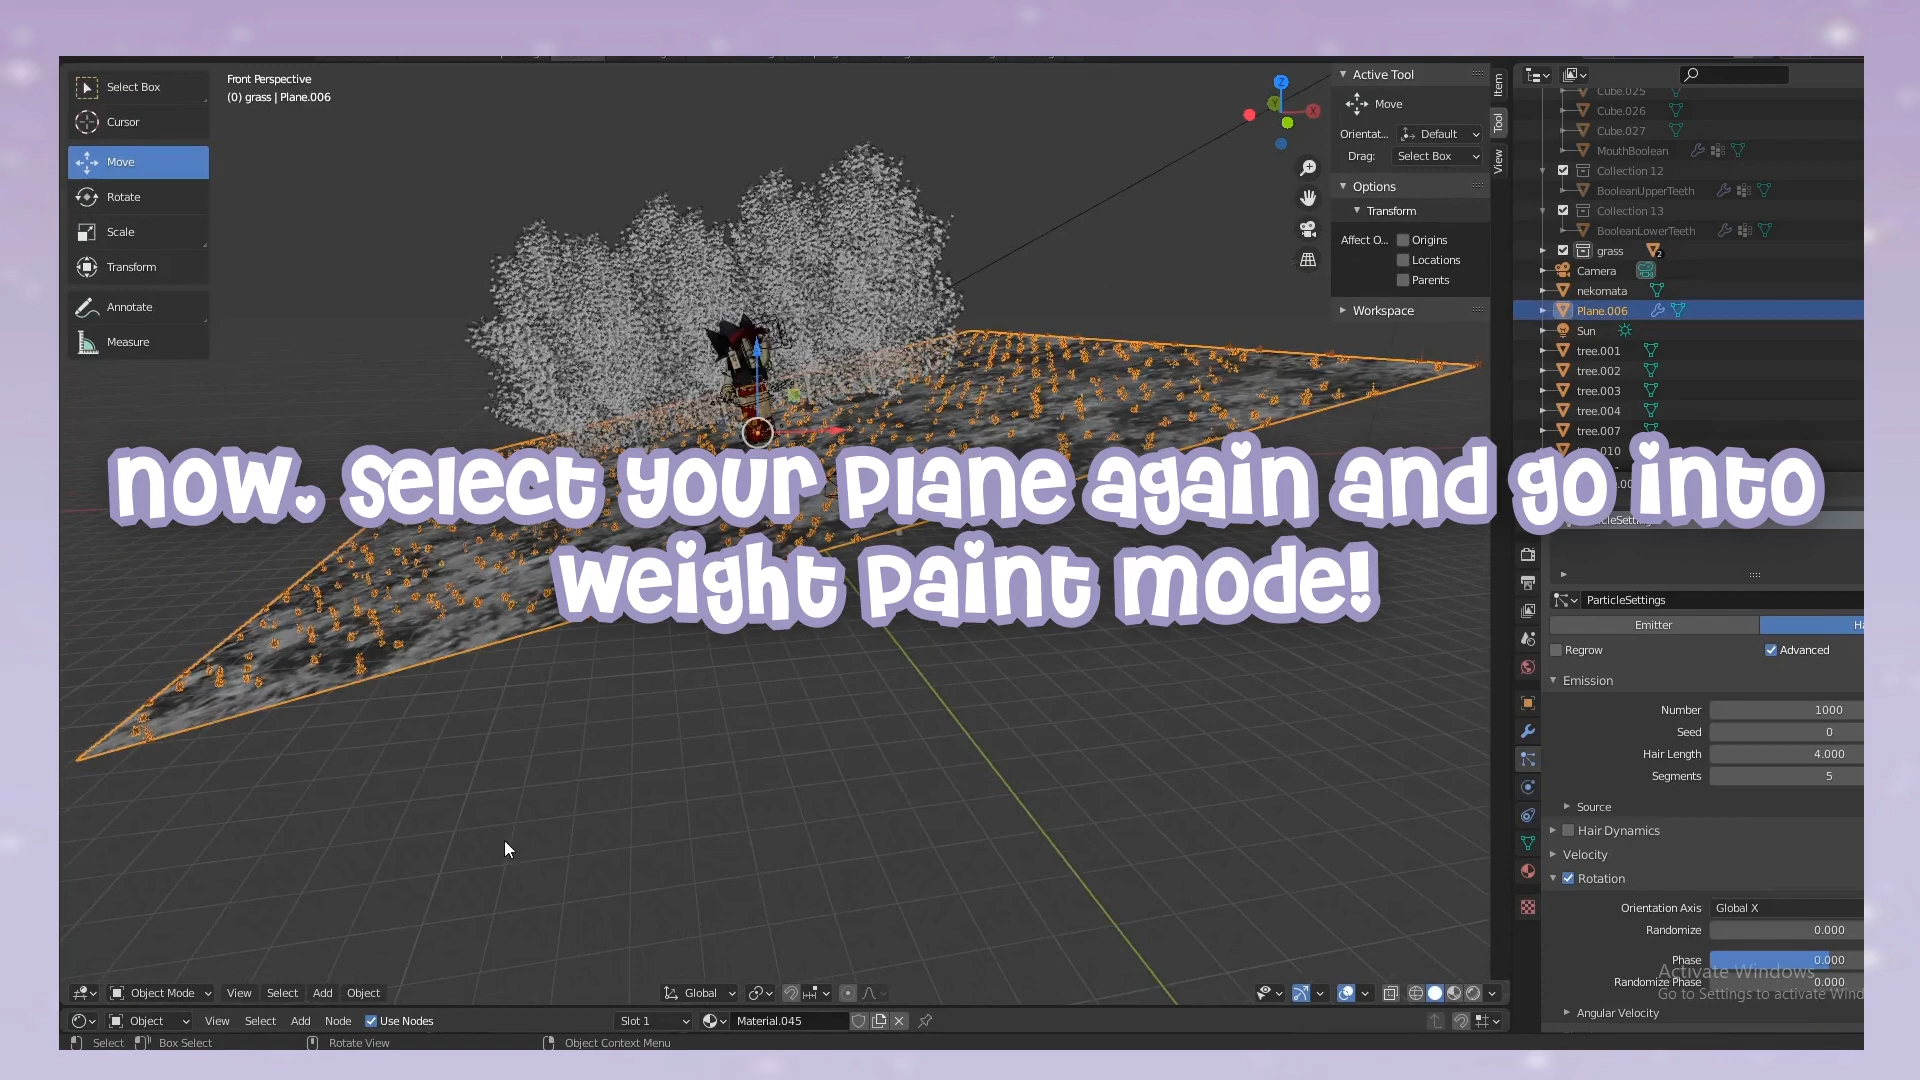 Select Box
Cursor
Move
Rotate
Scale
Transform
Annotate
Measure
Front Perspective
(0) grass | Plane.006
Active Tool
Move
Orientat... Default
Drag: Select Box
Options
Transform
Affect O... Origins
Locations
Parents
Workspace
Item
Tool
View
Cube.025
Cube.026
Cube.027
MouthBoolean
Collection 12
BooleanUpperTeeth
Collection 13
BooleanLowerTeeth
grass 2
Camera
nekomata
Plane.006
Sun
tree.001
tree.002
tree.003
tree.004
tree.007
now. select your plane again and go into
weight paint mode!
ParticleSettings
Emitter
Regrow Advanced
Emission
Number 1000
Seed 0
Hair Length 4.000
Segments 5
Source
Hair Dynamics
Velocity
Rotation
Orientation Axis Global X
Randomize 0.000
Phase 0.000
Randomize Phase 0.000
Angular Velocity
Activate Windows
Go to Settings to activate Wind
Object Mode View Select Add Object Global
Object View Select Add Node Use Nodes Slot 1 Material.045
Select Box Select Rotate View Object Context Menu